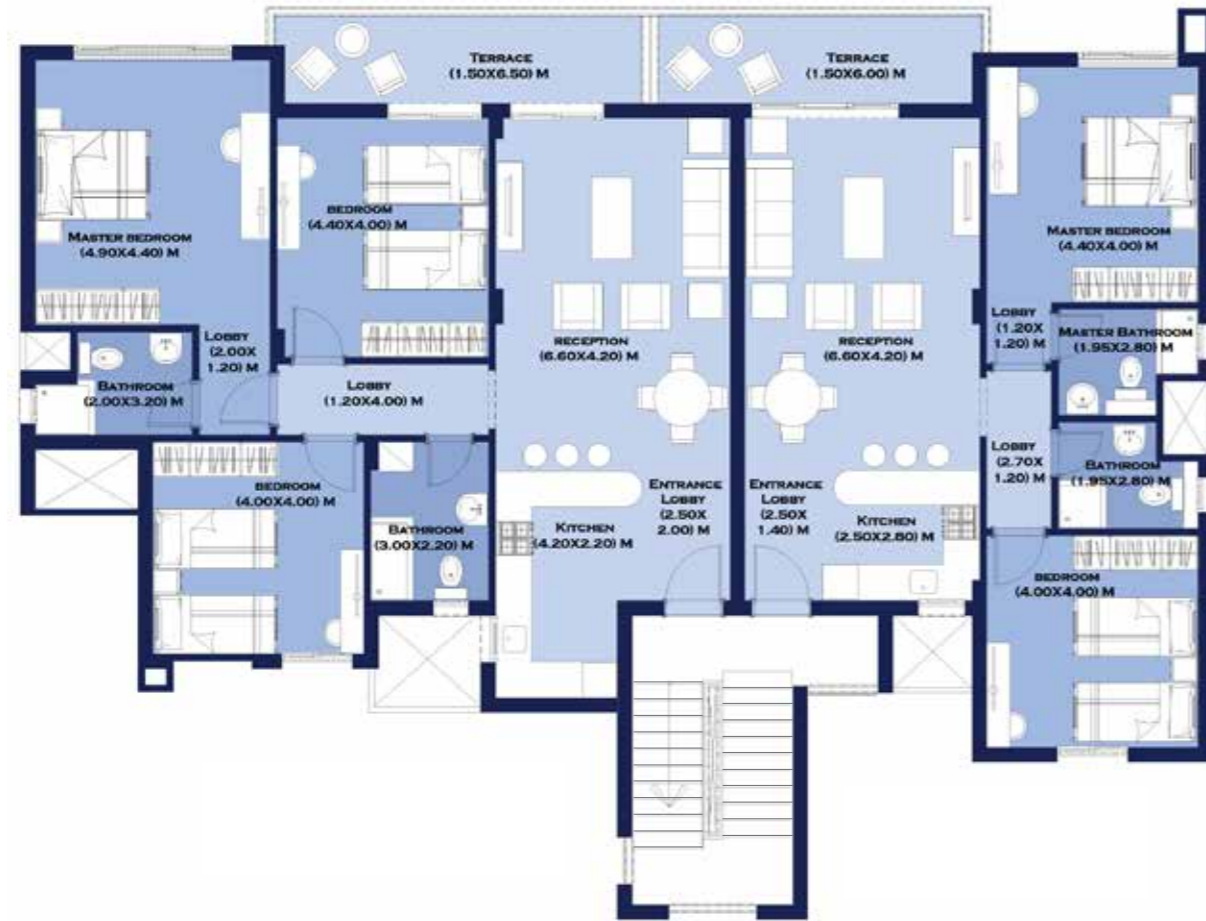 TERRACE
(1.50X6.50) M
TERRACE
(1.50X6.00) M
MASTER BEDROOM
(4.90X4.40) M
BEDROOM
(4.40X4.00) M
MASTER BEDROOM
(4.40X4.00) M
LOBBY
(2.00X
1.20) M
RECEPTION
(6.60X4.20) M
RECEPTION
(6.60X4.20) M
LOBBY
(1.20X
1.20) M
MASTER BATHROOM
(1.95X2.80) M
BATHROOM
(2.00X3.20) M
LOBBY
(1.20X4.00) M
LOBBY
(2.70X
1.20) M
BATHROOM
(1.95X2.80) M
BEDROOM
(4.00X4.00) M
BATHROOM
(3.00X2.20) M
KITCHEN
(4.20X2.20) M
ENTRANCE
LOBBY
(2.50X
2.00) M
ENTRANCE
LOBBY
(2.50X
1.40) M
KITCHEN
(2.50X2.80) M
BEDROOM
(4.00X4.00) M